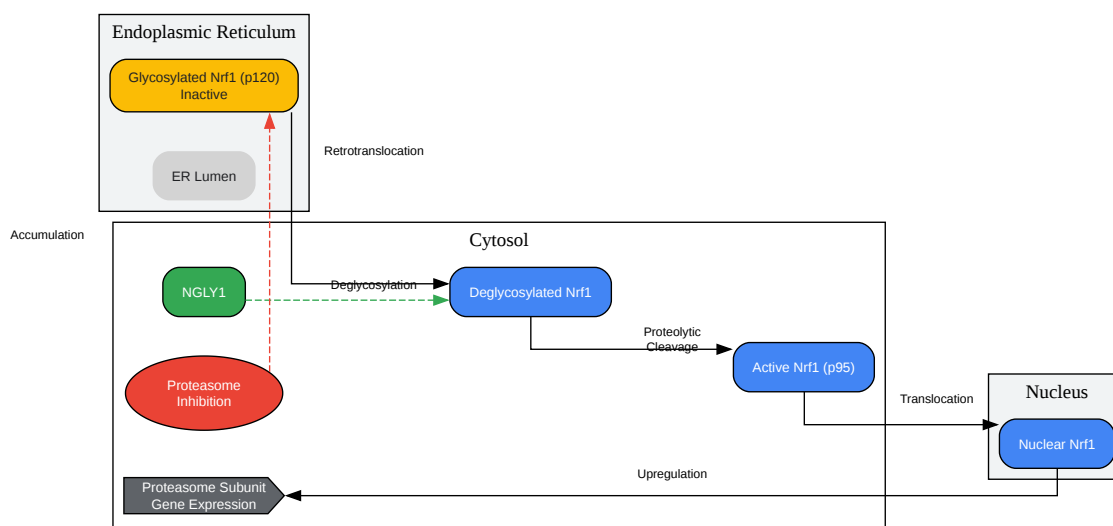 Endoplasmic Reticulum
Glycosylated Nrf1 (p120)
Inactive
Retrotranslocation
ER Lumen
Accumulation
Cytosol
NGLY1
Deglycosylation
Deglycosylated Nrf1
Proteolytic
Cleavage
Active Nrf1 (p95)
Proteasome
Inhibition
Translocation
Nucleus
Nuclear Nrf1
Upregulation
Proteasome Subunit
Gene Expression